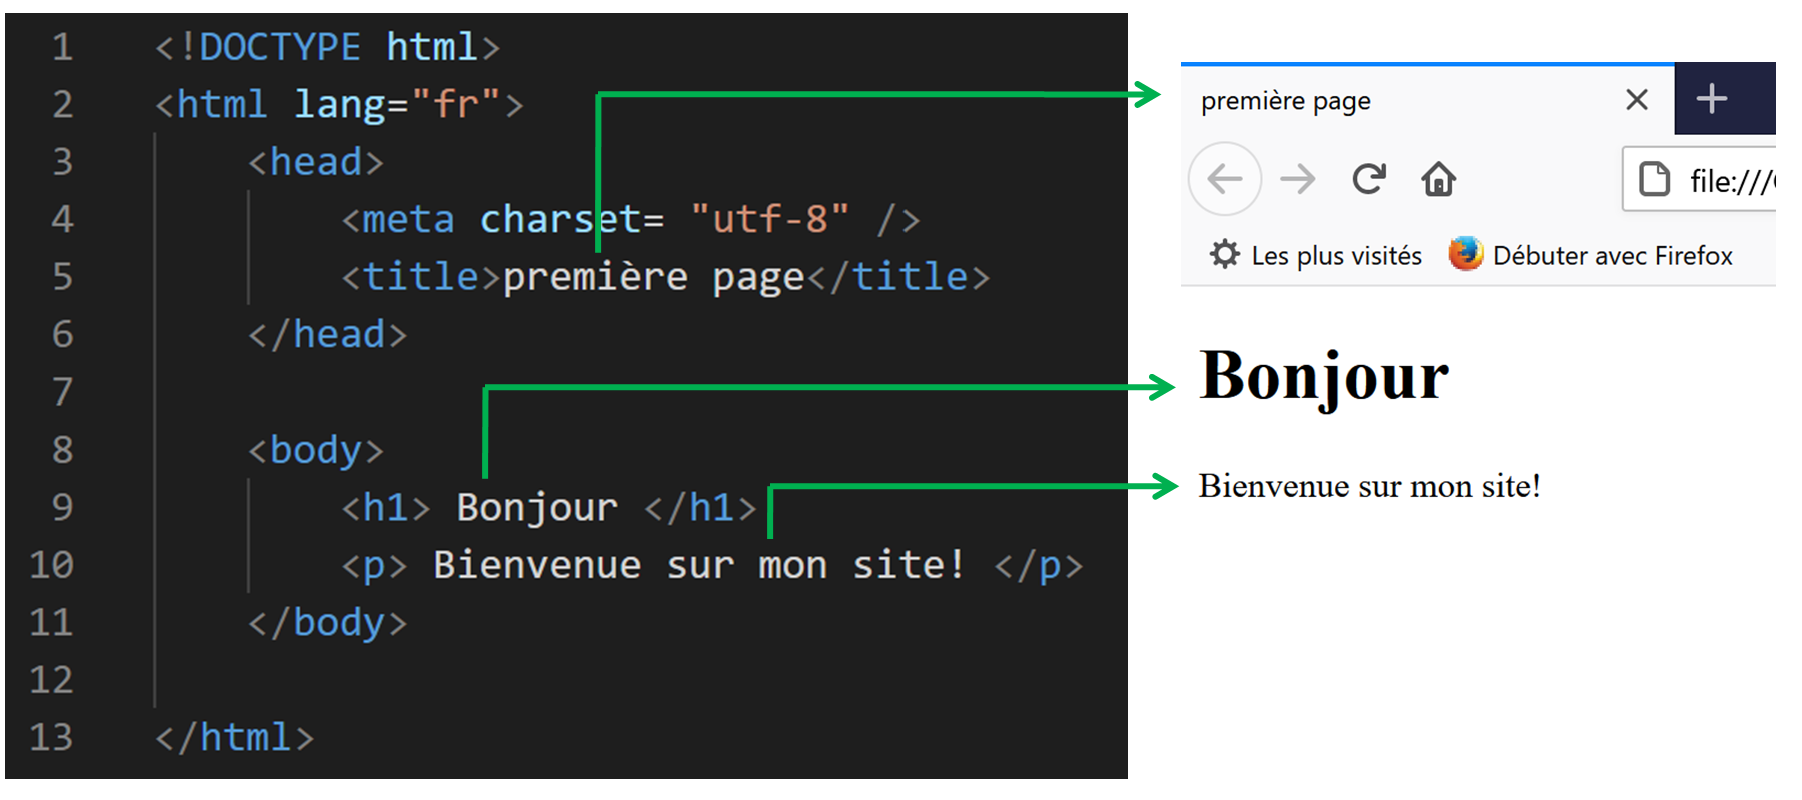 1 <!DOCTYPE html>
2 <html lang="fr">
3 <head>
4 <meta charset= "utf-8" />
5 <title>première page</title>
6 </head>
7
8 <body>
9 <h1> Bonjour </h1>
10 <p> Bienvenue sur mon site! </p>
11 </body>
12
13 </html>
première page
file:///
Les plus visités Débuter avec Firefox
Bonjour
Bienvenue sur mon site!